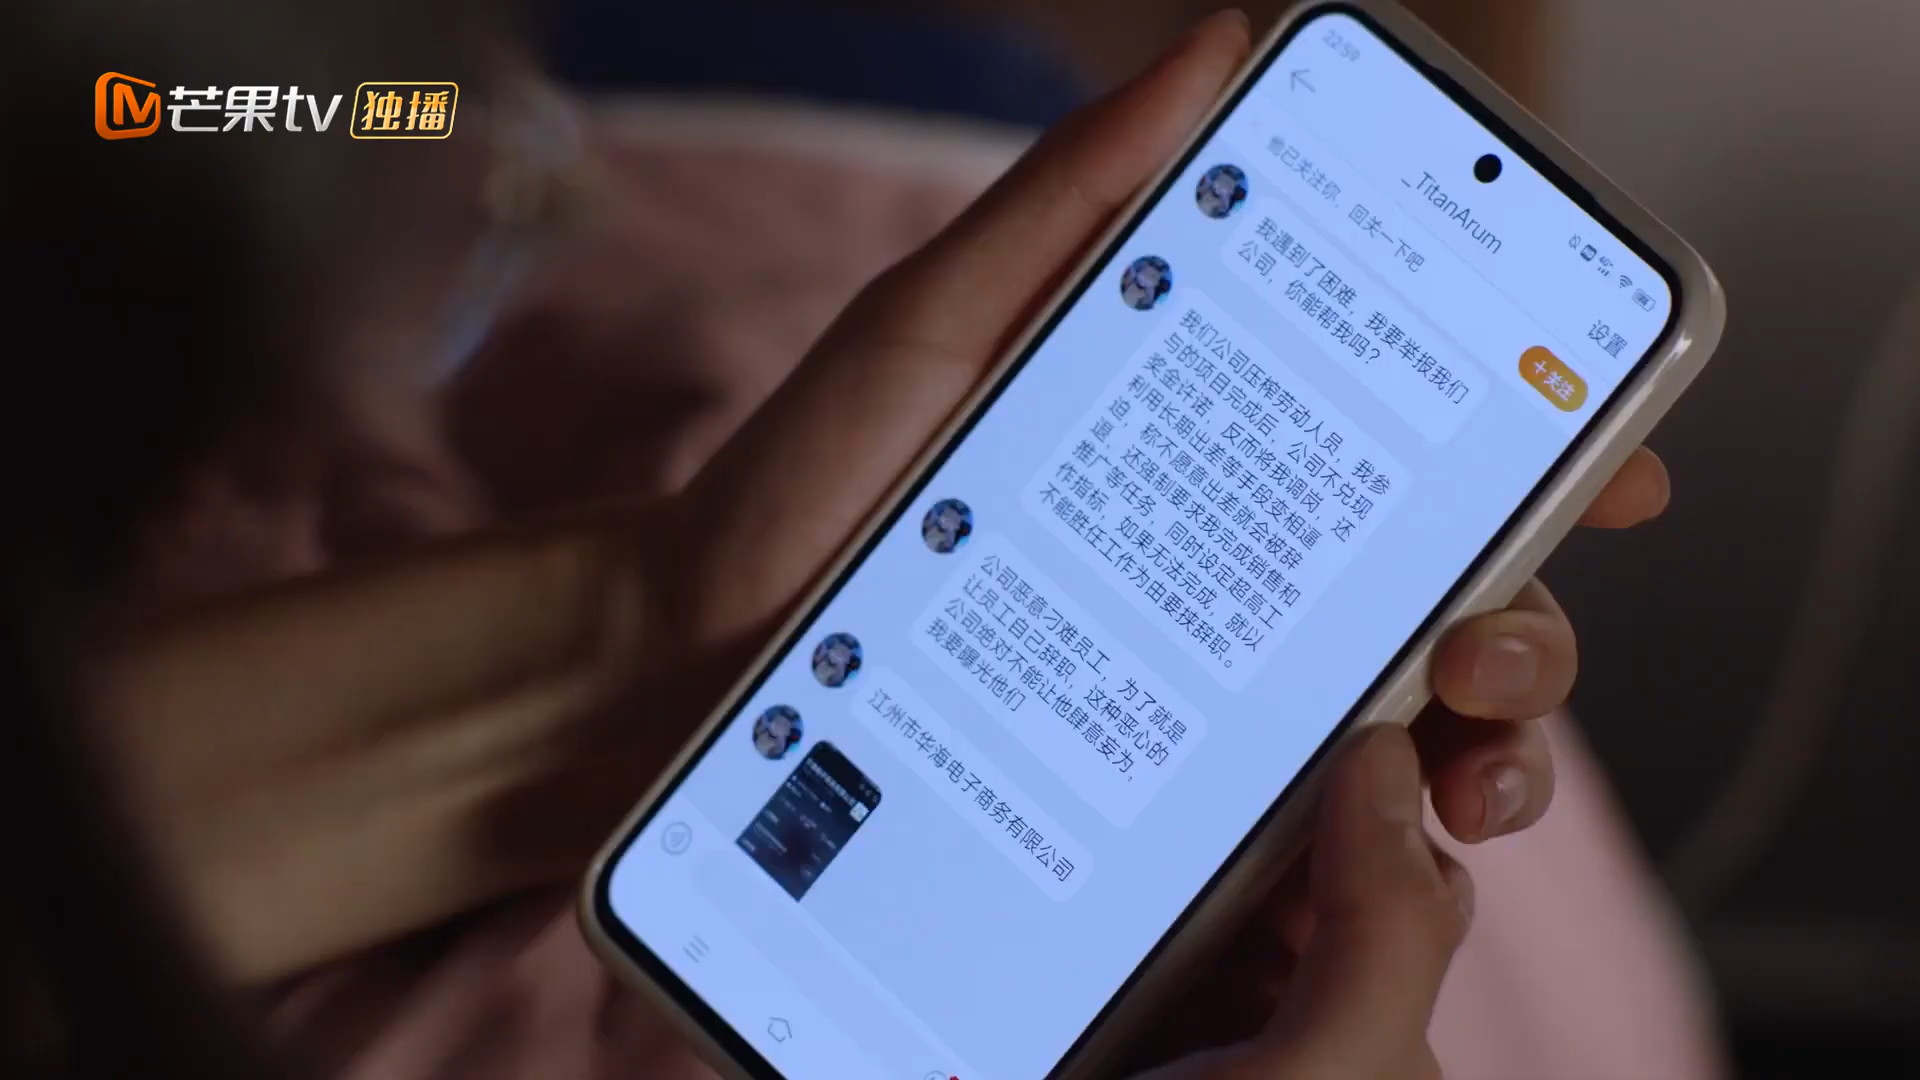 芒果tv 独播
22:59
_TitanArum
设置
他已关注你，回关一下吧
+关注
我遇到了困难，我要举报我们
公司，你能帮我吗？
我们公司压榨劳动人员，我参
与的项目完成后，公司不兑现
奖金许诺，反而将我调岗，还
利用长期出差等手段变相逼
迫，称不愿意出差就会被辞
退，还强制要求我完成销售和
推广等任务，同时设定超高工
作指标，如果无法完成，就以
不能胜任工作为由要挟辞职。
公司恶意刁难员工，为了就是
让员工自己辞职，这种恶心的
公司绝对不能让他肆意妄为，
我要曝光他们
江州市华海电子商务有限公司